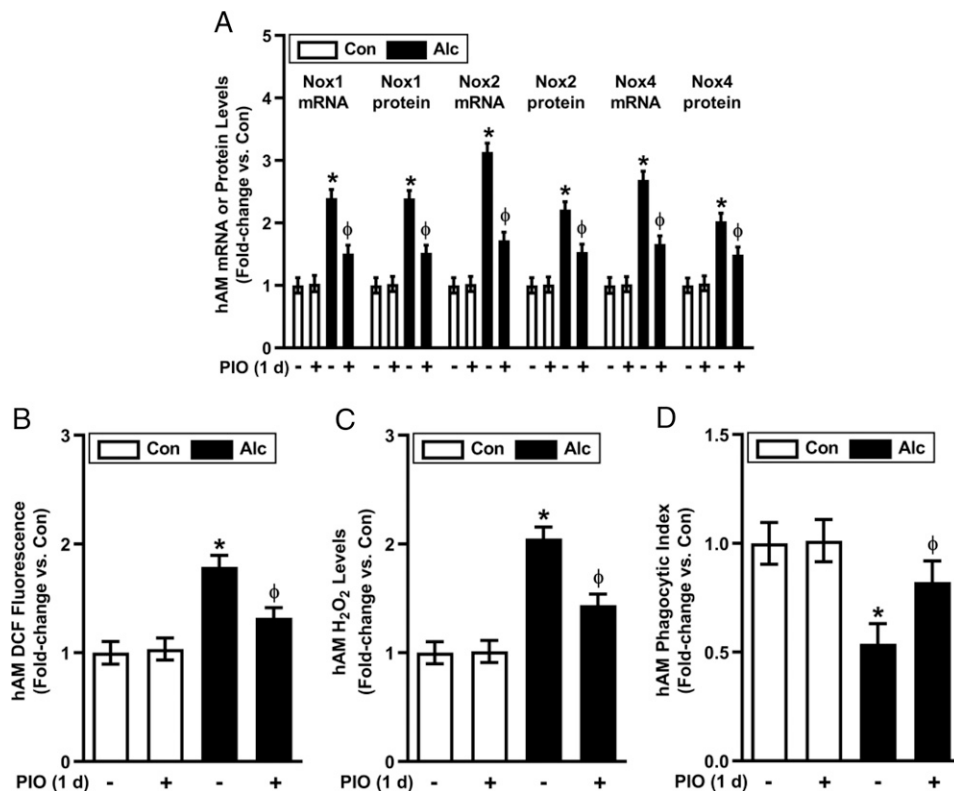 A
hAM mRNA or Protein Levels
(Fold-change vs. Con)
5
4
3
2
1
0
Con Alc
Nox1 Nox1 Nox2 Nox2 Nox4 Nox4
mRNA protein mRNA protein mRNA protein
* * * * * *
ϕ ϕ ϕ ϕ ϕ ϕ
PIO (1 d) - + - + - + - + - + - + - + - + - + - + - + - +
B
hAM DCF Fluorescence
(Fold-change vs. Con)
3
2
1
0
Con Alc
*
ϕ
PIO (1 d) - + - +
C
hAM H₂O₂ Levels
(Fold-change vs. Con)
3
2
1
0
Con Alc
*
ϕ
PIO (1 d) - + - +
D
hAM Phagocytic Index
(Fold-change vs. Con)
1.5
1.0
0.5
0.0
Con Alc
ϕ
*
PIO (1 d) - + - +